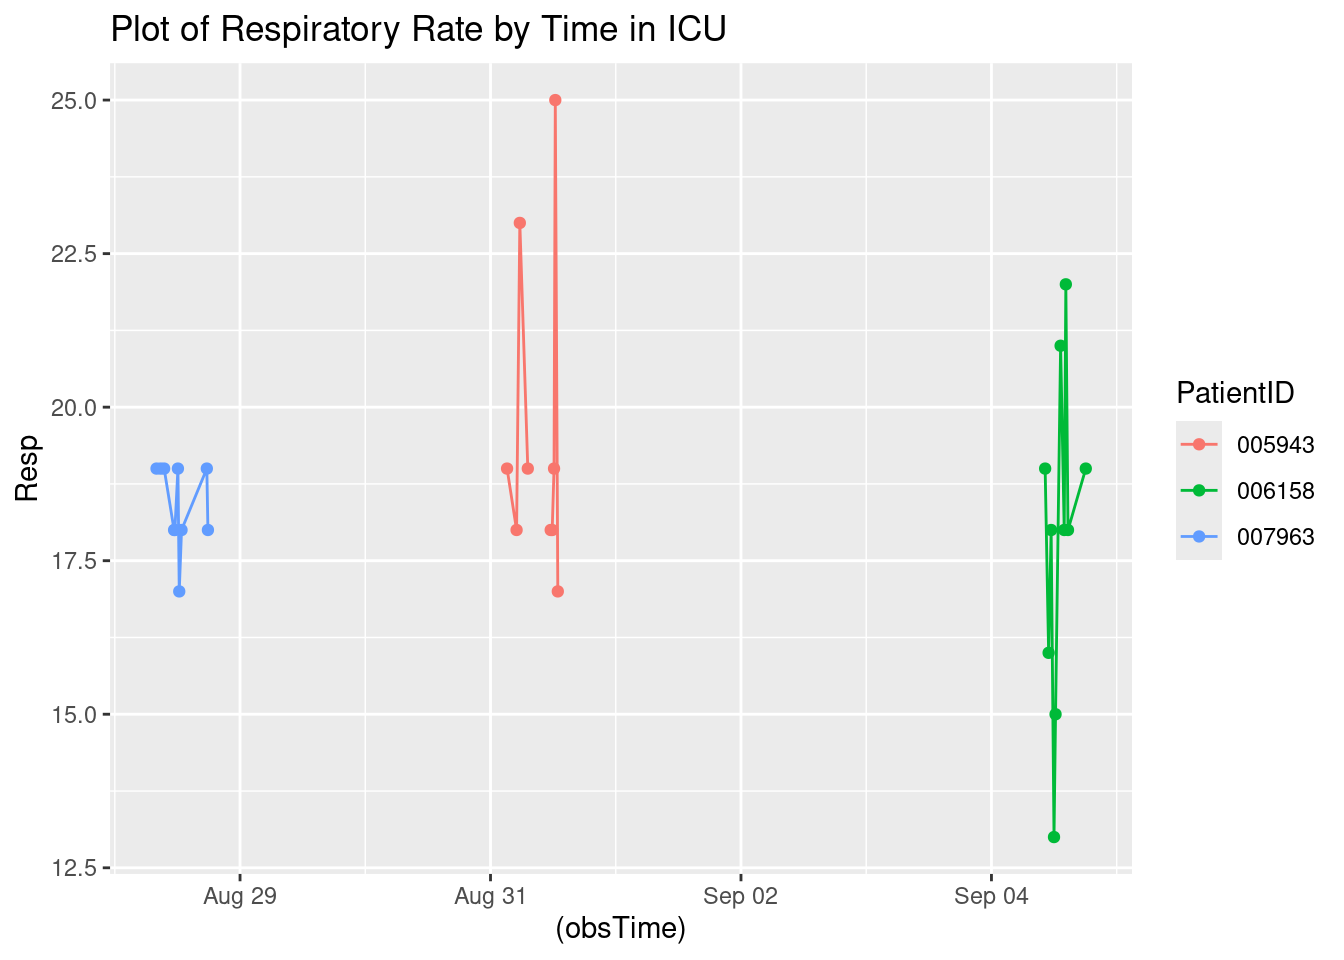 Plot of Respiratory Rate by Time in ICU
25.0
22.5
20.0
17.5
15.0
12.5
Resp
Aug 29
Aug 31
Sep 02
Sep 04
(obsTime)
PatientID
005943
006158
007963